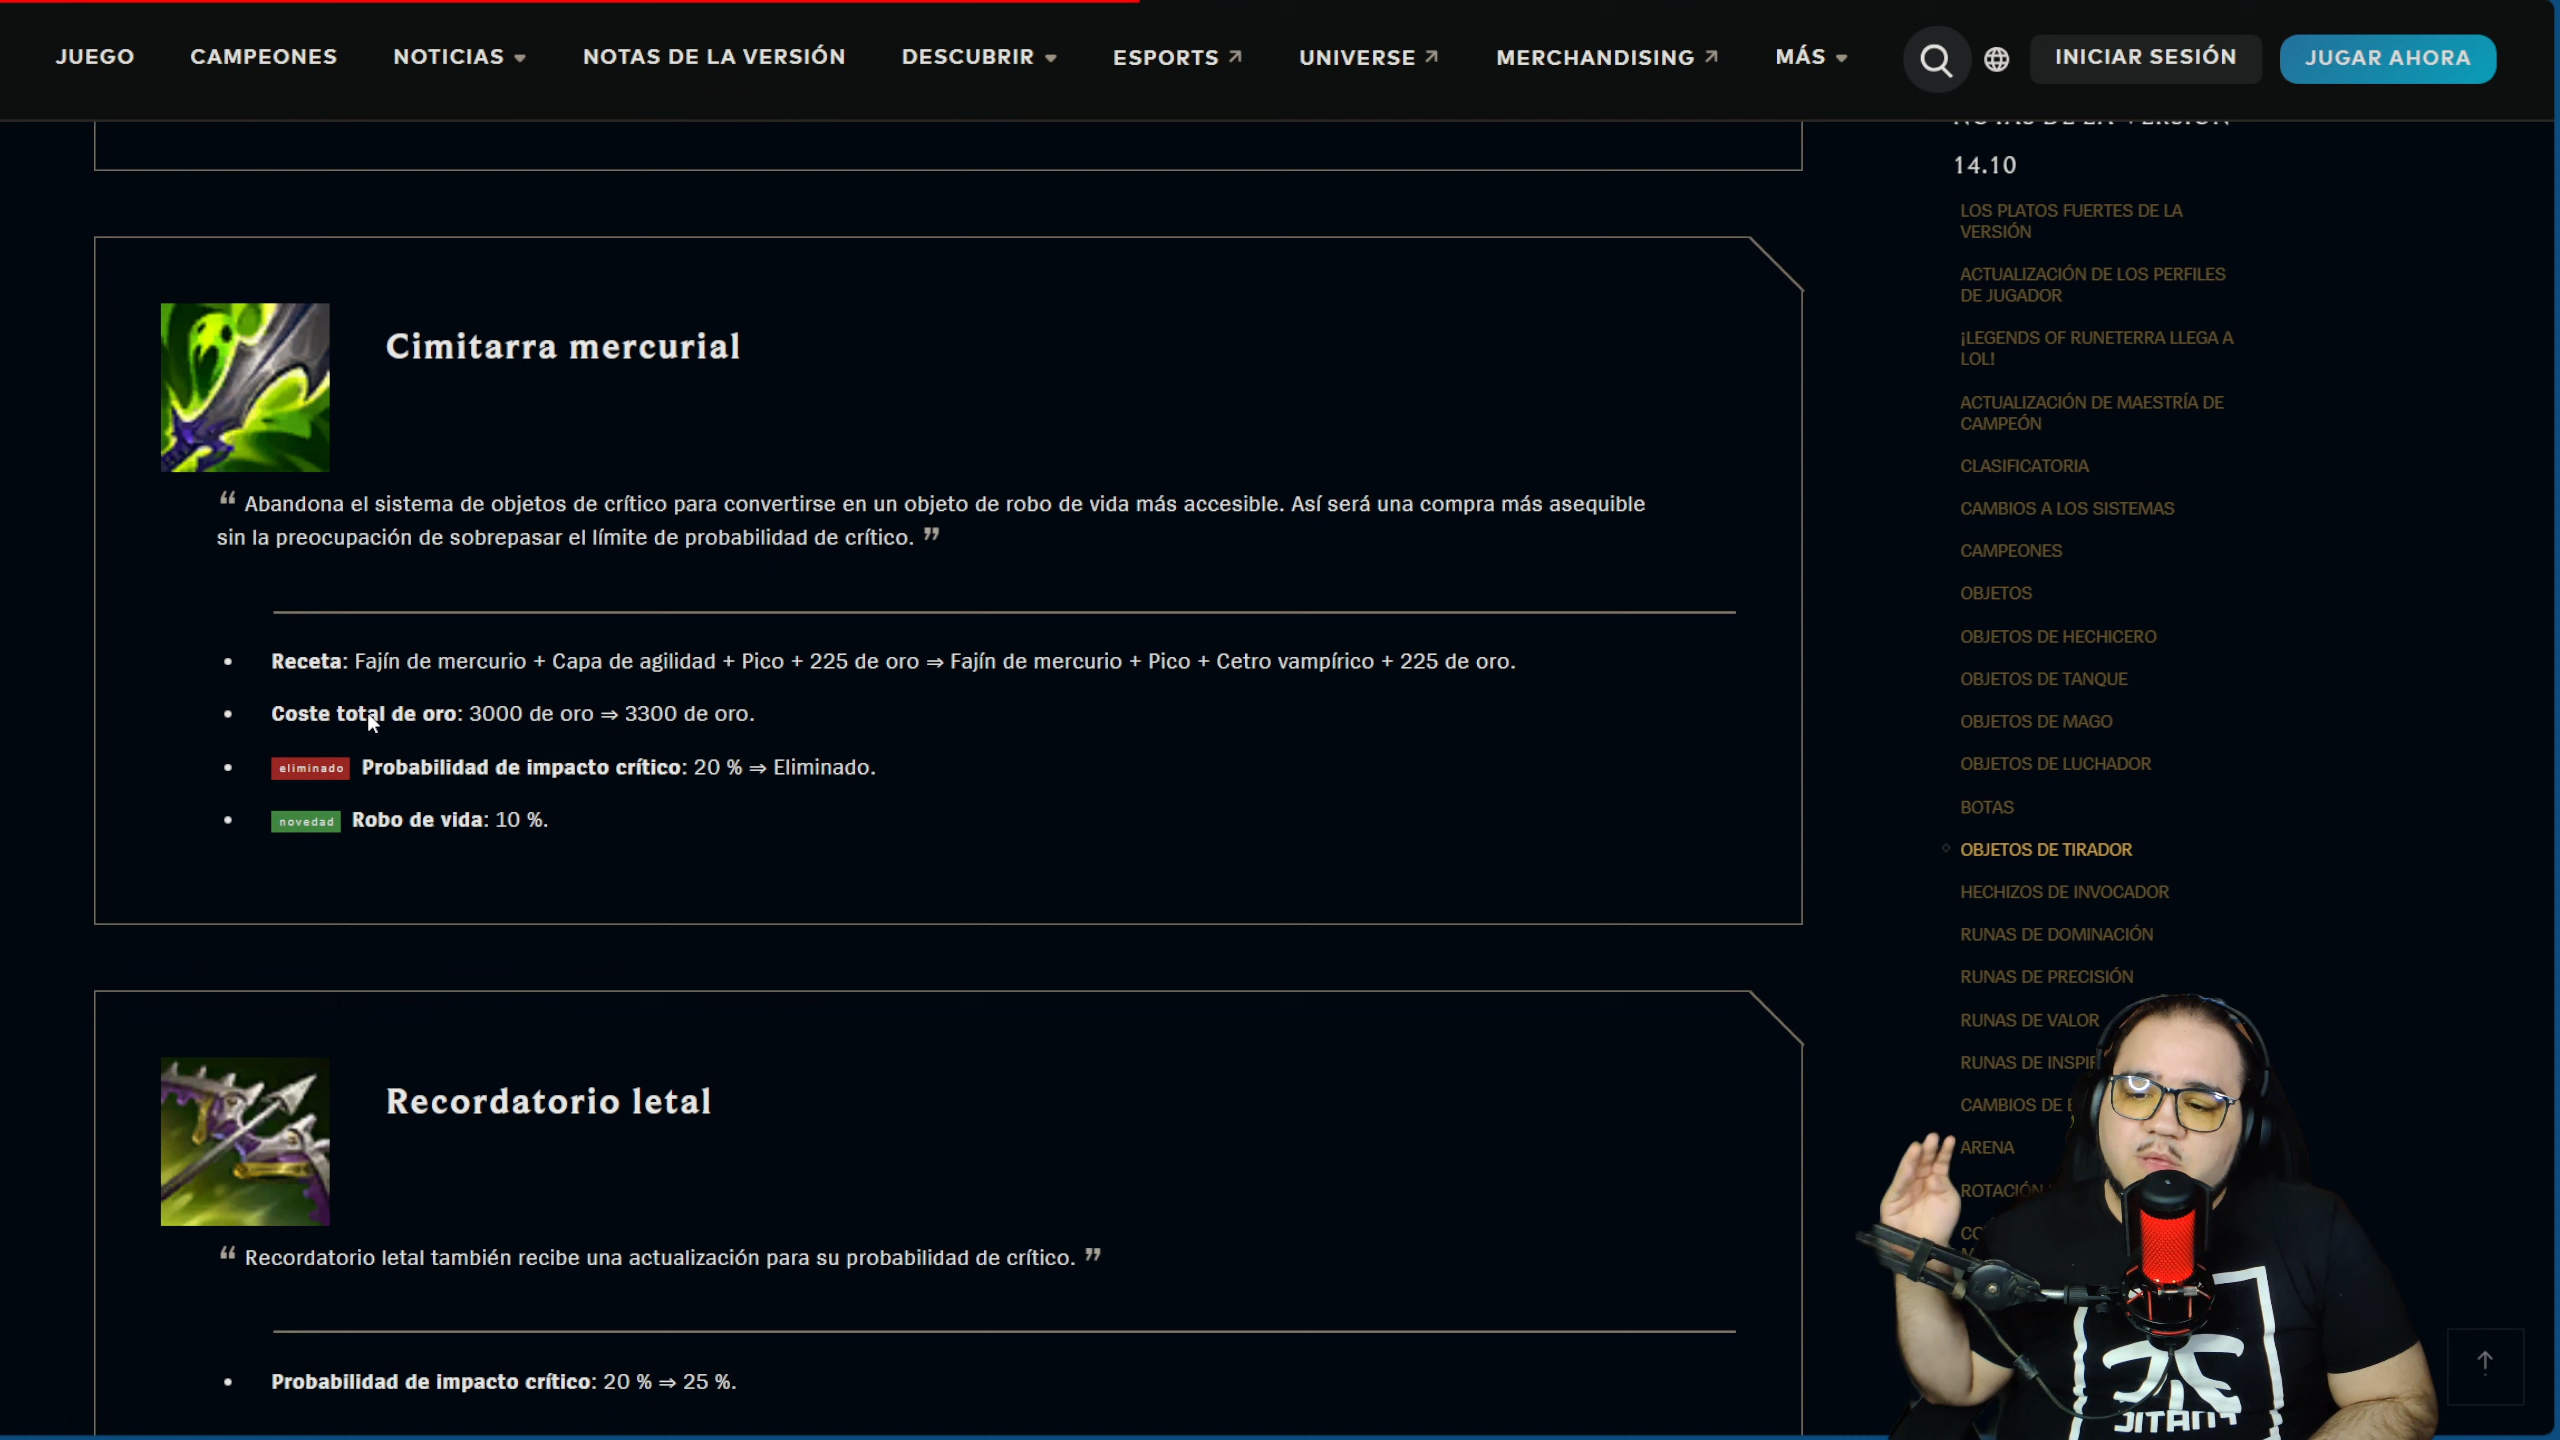 JUEGO
CAMPEONES
NOTICIAS
NOTAS DE LA VERSIÓN
DESCUBRIR
ESPORTS
UNIVERSE
MERCHANDISING
MÁS
INICIAR SESIÓN
JUGAR AHORA
Cimitarra mercurial
“ Abandona el sistema de objetos de crítico para convertirse en un objeto de robo de vida más accesible. Así será una compra más asequible
sin la preocupación de sobrepasar el límite de probabilidad de crítico. ”
• Receta: Fajín de mercurio + Capa de agilidad + Pico + 225 de oro ⇒ Fajín de mercurio + Pico + Cetro vampírico + 225 de oro.
• Coste total de oro: 3000 de oro ⇒ 3300 de oro.
• eliminado Probabilidad de impacto crítico: 20 % ⇒ Eliminado.
• novedad Robo de vida: 10 %.
Recordatorio letal
“ Recordatorio letal también recibe una actualización para su probabilidad de crítico. ”
• Probabilidad de impacto crítico: 20 % ⇒ 25 %.
NOTAS DE LA VERSIÓN
14.10
LOS PLATOS FUERTES DE LA
VERSIÓN
ACTUALIZACIÓN DE LOS PERFILES
DE JUGADOR
¡LEGENDS OF RUNETERRA LLEGA A
LOL!
ACTUALIZACIÓN DE MAESTRÍA DE
CAMPEÓN
CLASIFICATORIA
CAMBIOS A LOS SISTEMAS
CAMPEONES
OBJETOS
OBJETOS DE HECHICERO
OBJETOS DE TANQUE
OBJETOS DE MAGO
OBJETOS DE LUCHADOR
BOTAS
OBJETOS DE TIRADOR
HECHIZOS DE INVOCADOR
RUNAS DE DOMINACIÓN
RUNAS DE PRECISIÓN
RUNAS DE VALOR
RUNAS DE
CAMBIOS DE
ARENA
ROTACIÓN